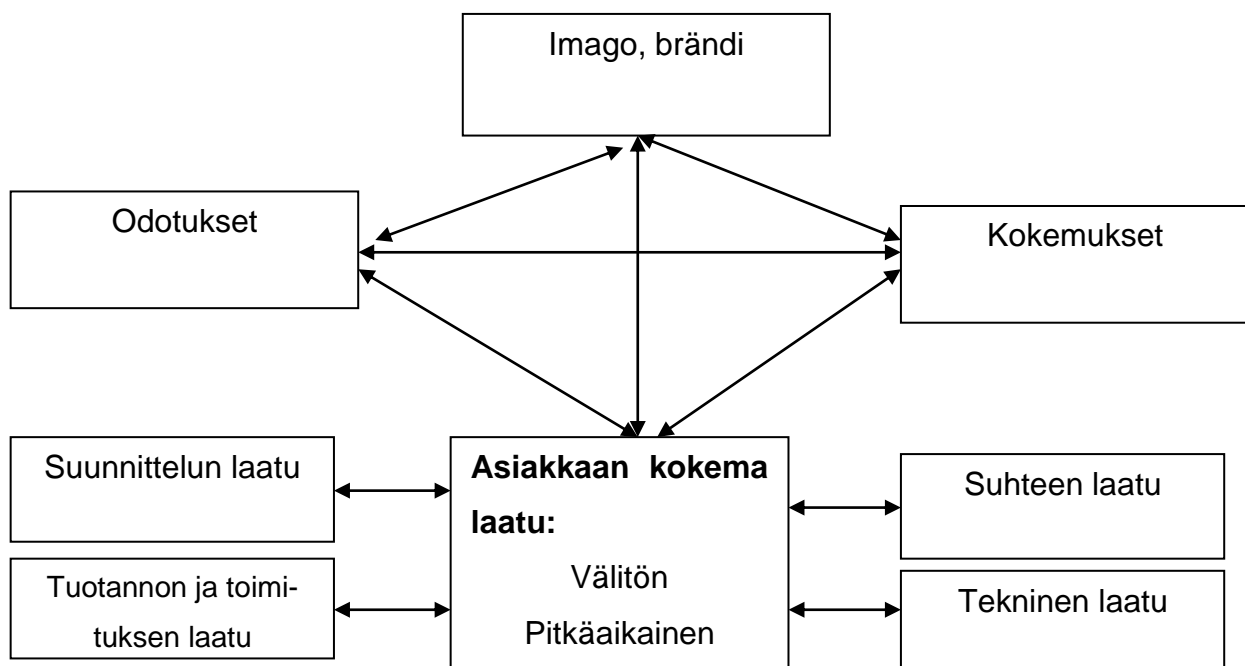 Imago, brändi
Odotukset
Kokemukset
Suunnittelun laatu
Tuotannon ja toimi-
tuksen laatu
Asiakkaan kokema
laatu:
Välitön
Pitkäaikainen
Suhteen laatu
Tekninen laatu